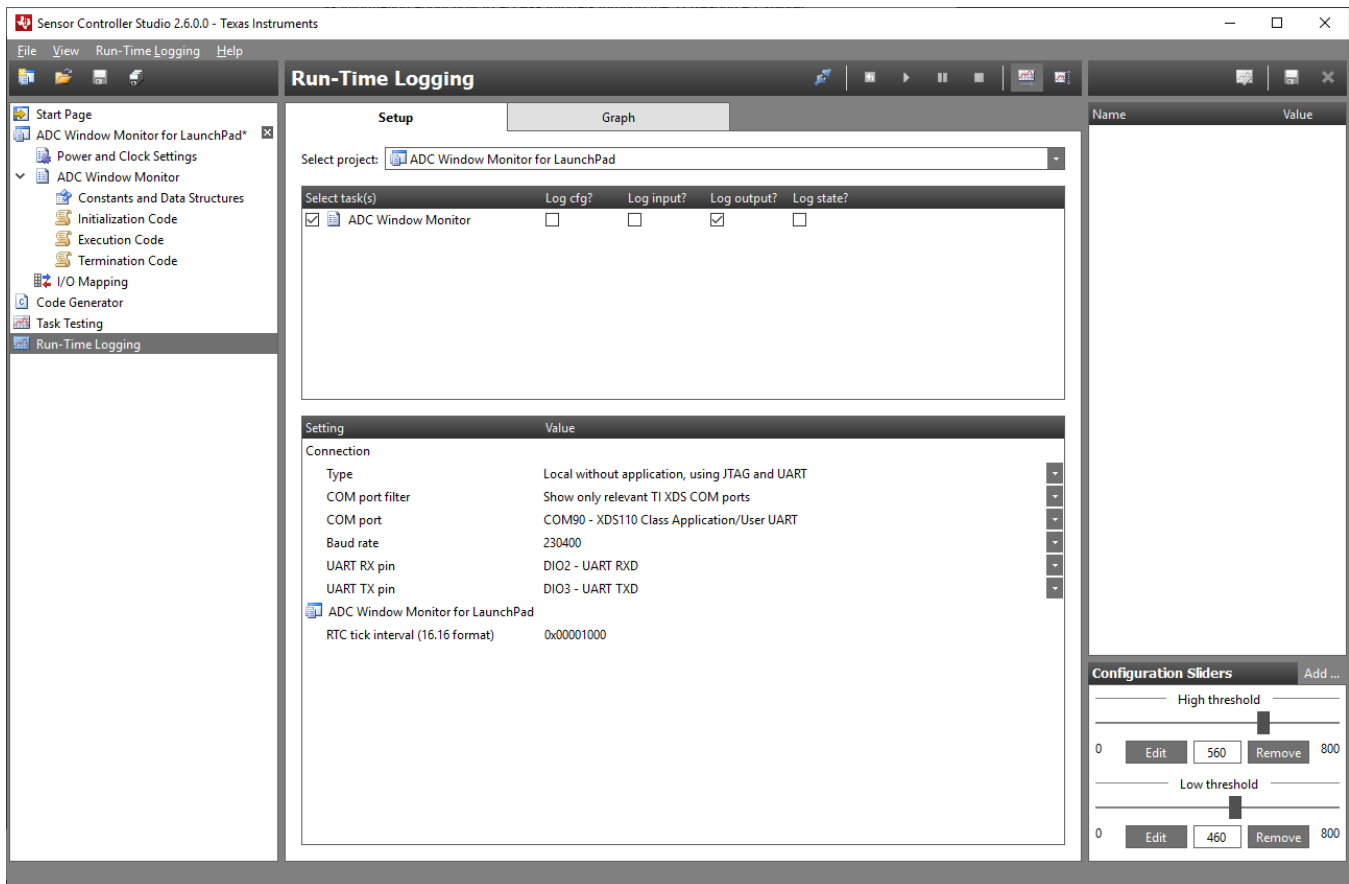 Sensor Controller Studio 2.6.0.0 - Texas Instruments
File View Run-Time Logging Help
Run-Time Logging
Start Page
ADC Window Monitor for LaunchPad*
Power and Clock Settings
ADC Window Monitor
Constants and Data Structures
Initialization Code
Execution Code
Termination Code
I/O Mapping
Code Generator
Task Testing
Run-Time Logging
Setup Graph
Select project: ADC Window Monitor for LaunchPad
Select task(s) Log cfg? Log input? Log output? Log state?
ADC Window Monitor
Setting Value
Connection
Type Local without application, using JTAG and UART
COM port filter Show only relevant TI XDS COM ports
COM port COM90 - XDS110 Class Application/User UART
Baud rate 230400
UART RX pin DIO2 - UART RXD
UART TX pin DIO3 - UART TXD
ADC Window Monitor for LaunchPad
RTC tick interval (16.16 format) 0x00001000
Name Value
Configuration Sliders Add ...
High threshold
0 Edit 560 Remove 800
Low threshold
0 Edit 460 Remove 800